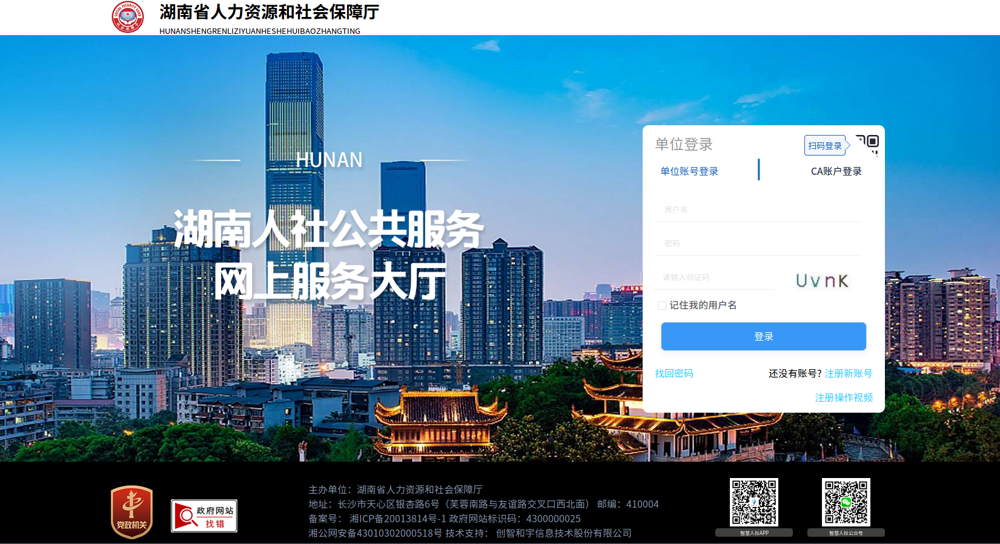 湖南省人力资源和社会保障厅
HUNANSHENGRENLIZIYUANHESHEHUIBAOZHANGTING
HUNAN
湖南人社公共服务
网上服务大厅
单位登录
扫码登录
单位账号登录
CA账户登录
用户名
密码
请输入验证码
UvnK
记住我的用户名
登录
找回密码
还没有账号? 注册新账号
注册操作视频
党政机关
政府网站
找错
主办单位：湖南省人力资源和社会保障厅
地址：长沙市天心区银杏路6号（芙蓉南路与友谊路交叉口西北面） 邮编：410004
备案号： 湘ICP备20013814号-1 政府网站标识码：4300000025
湘公网安备43010302000518号 技术支持： 创智和宇信息技术股份有限公司
智慧人社APP
智慧人社公众号